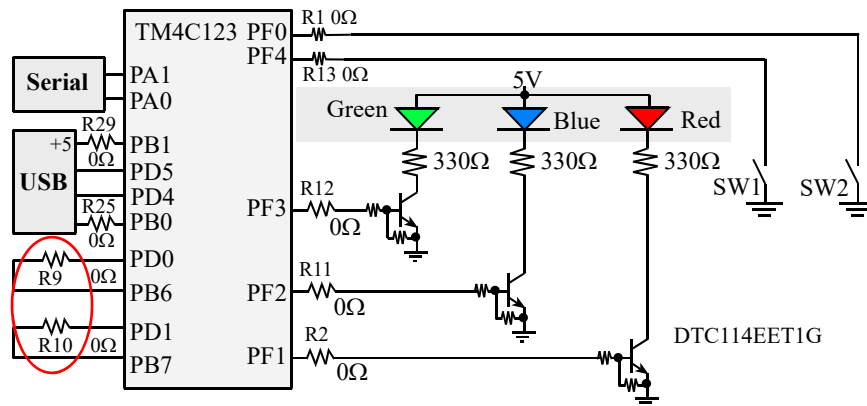 TM4C123
PF0
R1 0Ω
PF4
R13 0Ω
Serial
PA1
PA0
5V
Green
Blue
Red
R29
+5
0Ω
PB1
USB
PD5
PD4
R25
0Ω
PB0
330Ω
330Ω
330Ω
SW1
SW2
PF3
R12
0Ω
PD0
R9
0Ω
PB6
PF2
R11
0Ω
PD1
R10
0Ω
PB7
PF1
R2
0Ω
DTC114EET1G